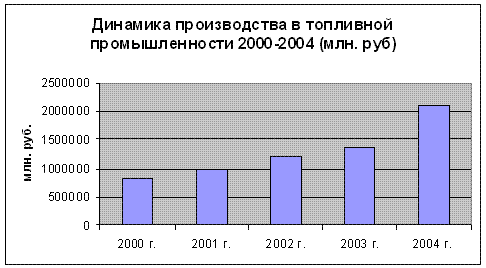 Динамика производства в топливной
промышленности 2000-2004 (млн. руб)
млн. руб.
2500000
2000000
1500000
1000000
500000
0
2000 г.
2001 г.
2002 г.
2003 г.
2004 г.